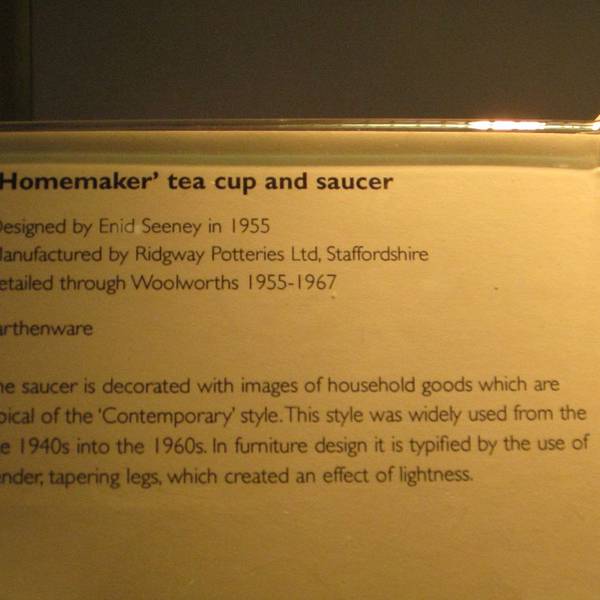 Homemaker' tea cup and saucer
esigned by Enid Seeney in 1955
anufactured by Ridgway Potteries Ltd, Staffordshire
etailed through Woolworths 1955-1967
arthenware
he saucer is decorated with images of household goods which are
pical of the 'Contemporary' style. This style was widely used from the
e 1940s into the 1960s. In furniture design it is typified by the use of
ender, tapering legs, which created an effect of lightness.